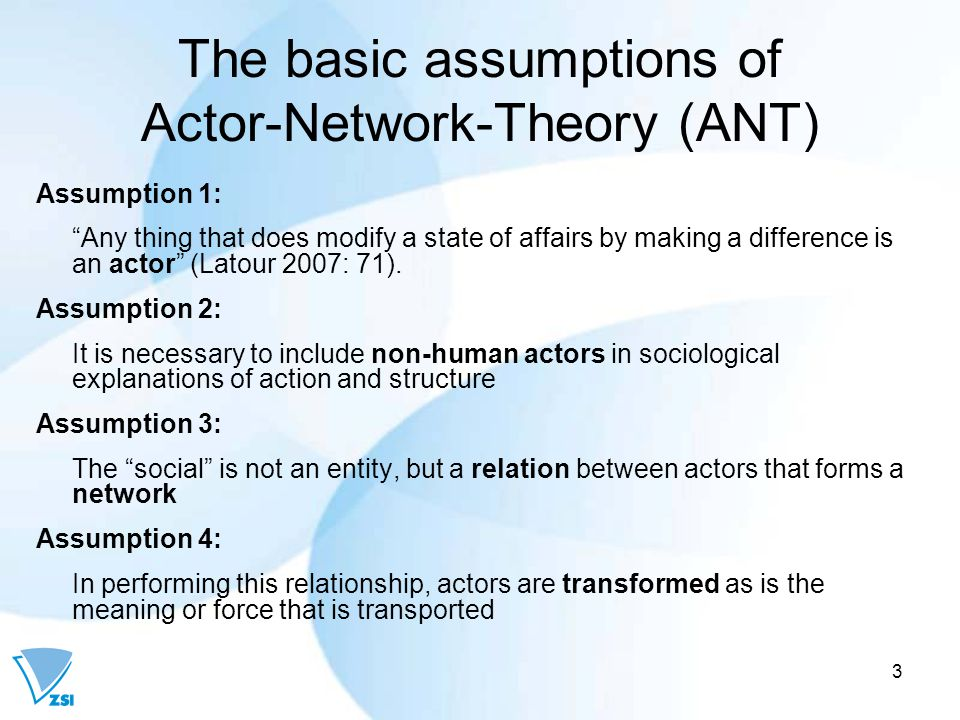 The basic assumptions of
Actor-Network-Theory (ANT)
Assumption 1:
“Any thing that does modify a state of affairs by making a difference is
an actor” (Latour 2007: 71).
Assumption 2:
It is necessary to include non-human actors in sociological
explanations of action and structure
Assumption 3:
The “social” is not an entity, but a relation between actors that forms a
network
Assumption 4:
In performing this relationship, actors are transformed as is the
meaning or force that is transported
ZSI
3